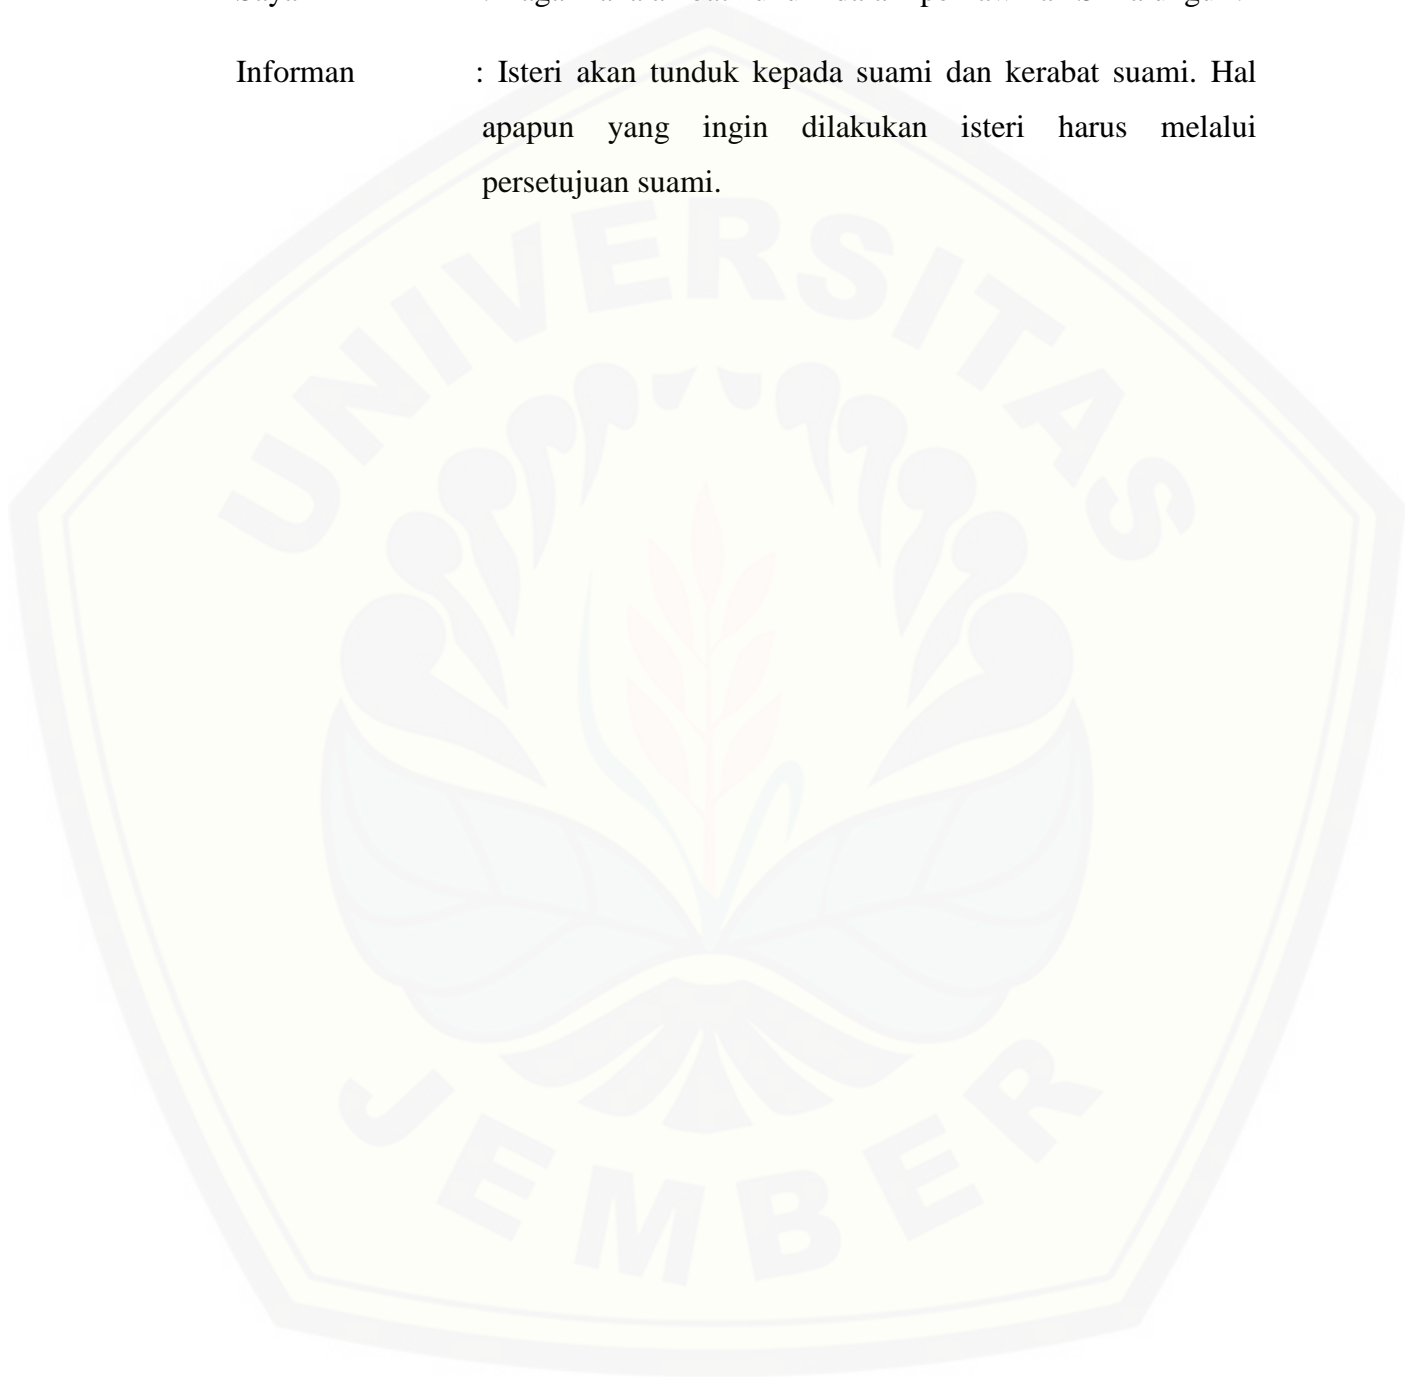 Informan : Isteri akan tunduk kepada suami dan kerabat suami. Hal
apapun yang ingin dilakukan isteri harus melalui
persetujuan suami.
UNIVERSITAS
JEMBER